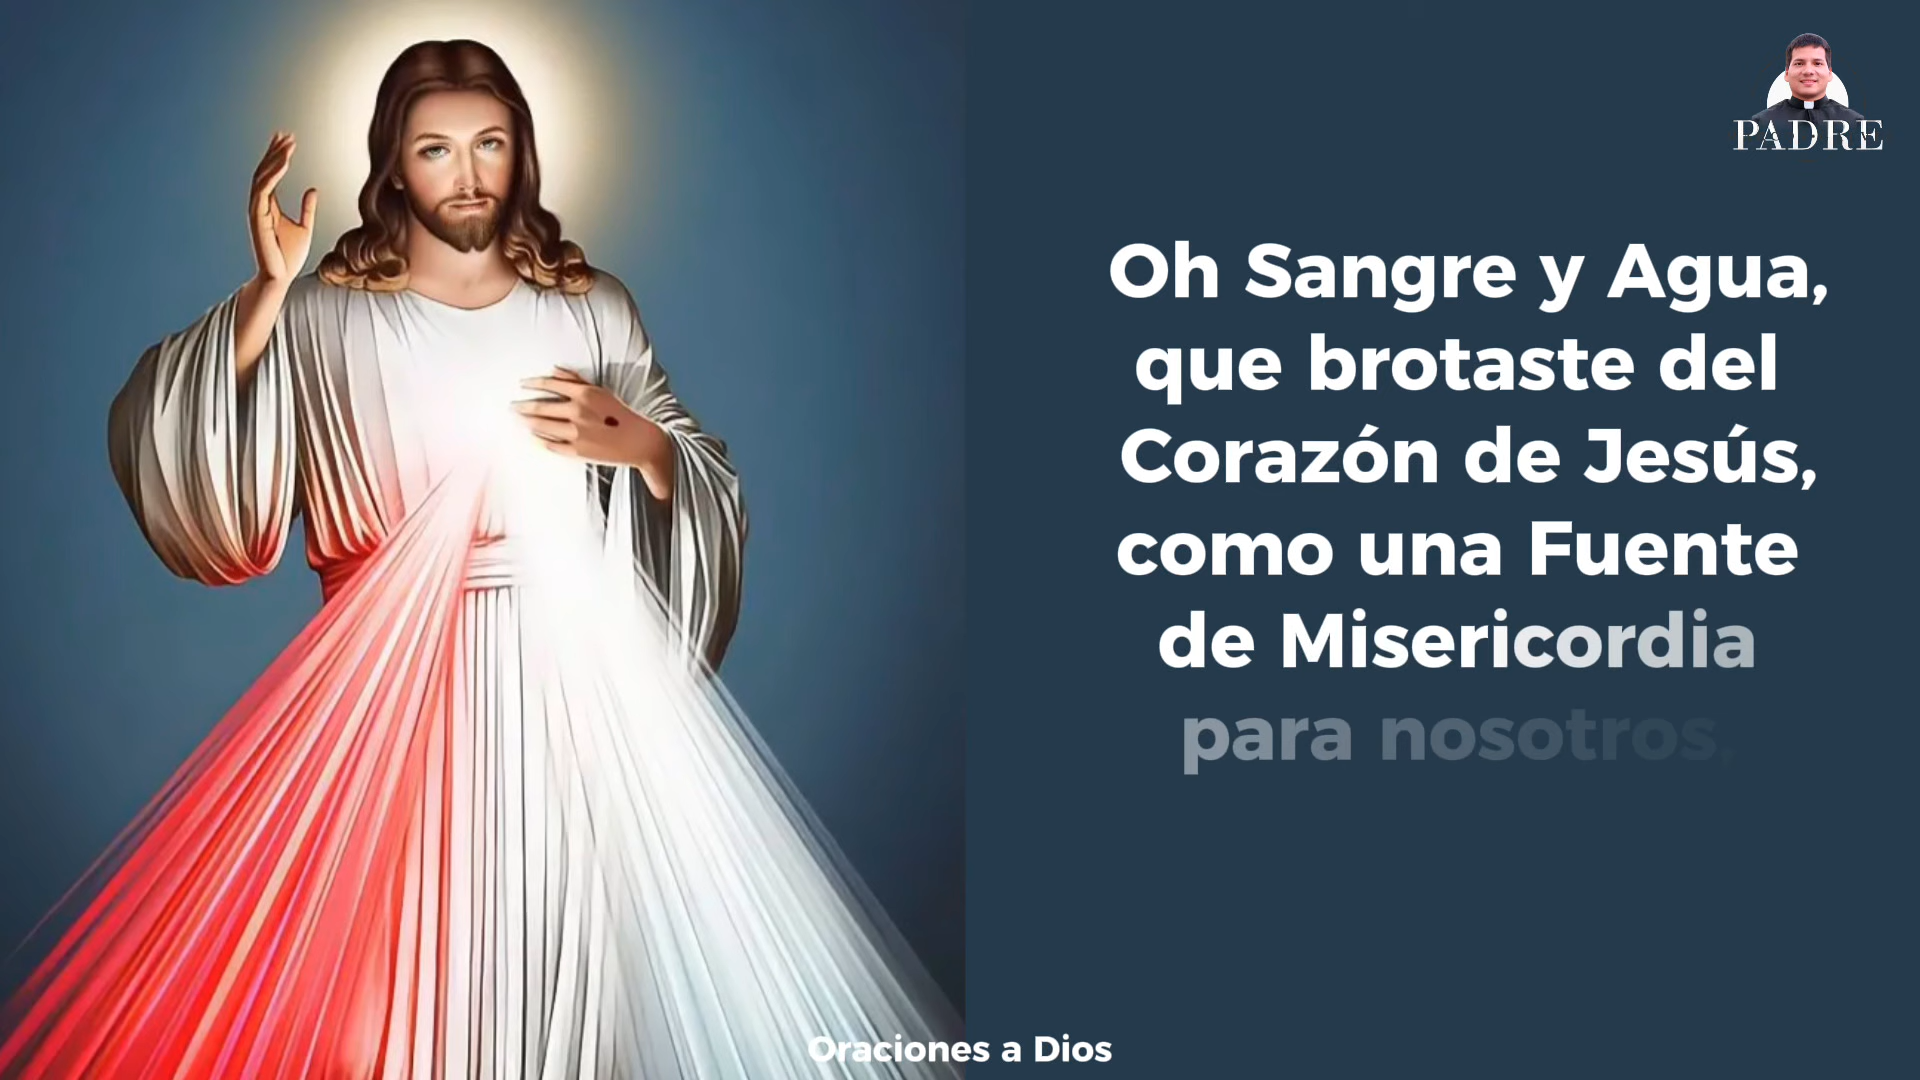 PADRE
Oh Sangre y Agua,
que brotaste del
Corazón de Jesús,
como una Fuente
de Misericordia
para nosotros,
Oraciones a Dios